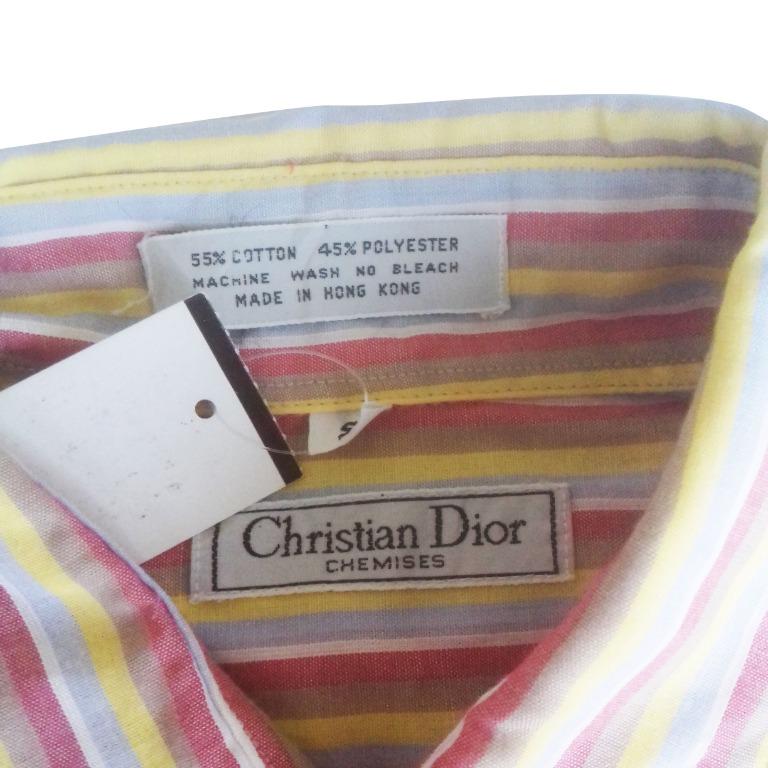 55% COTTON 45% POLYESTER
MACHINE WASH NO BLEACH
MADE IN HONG KONG
S
Christian Dior
CHEMISES